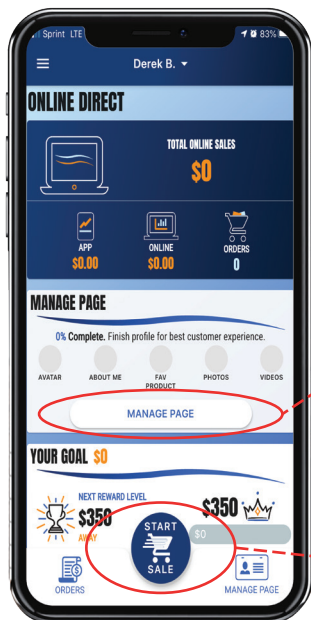 Sprint LTE 83%
Derek B.
ONLINE DIRECT
TOTAL ONLINE SALES
$0
APP ONLINE ORDERS
$0.00 $0.00 0
MANAGE PAGE
0% Complete. Finish profile for best customer experience.
AVATAR ABOUT ME FAV PRODUCT PHOTOS VIDEOS
MANAGE PAGE
YOUR GOAL $0
NEXT REWARD LEVEL
$350 $350
AWAY $0
START
SALE
ORDERS MANAGE PAGE